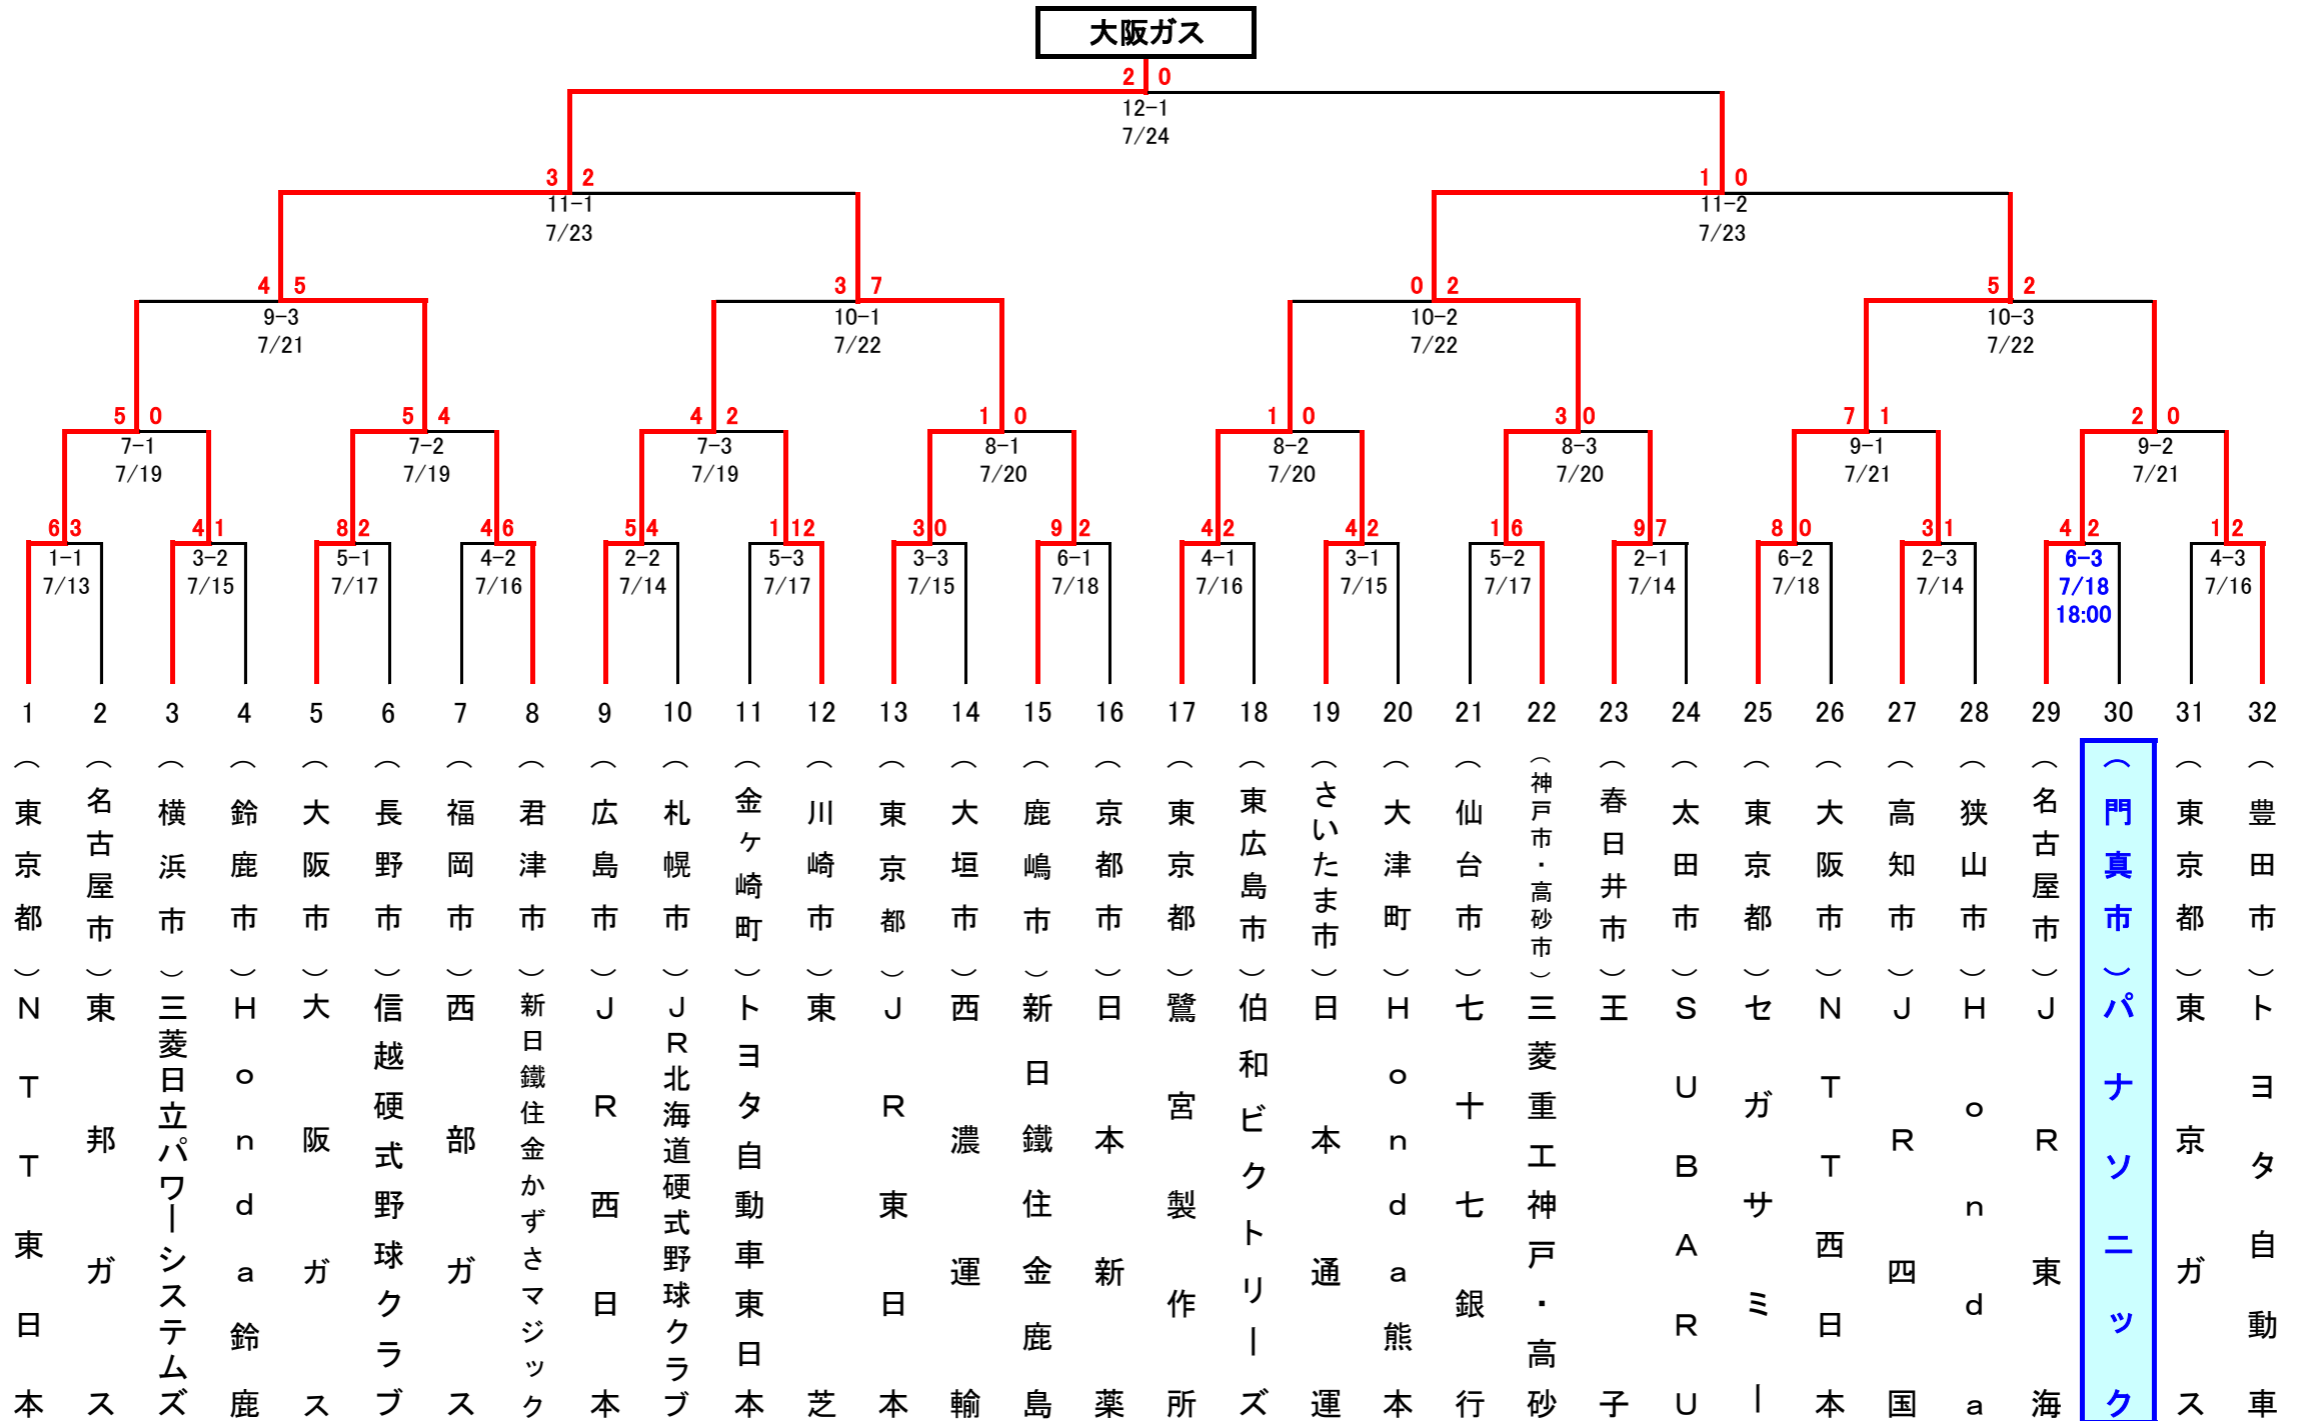 大阪ガス
2 0
12-1
7/24
3 2
1 0
11-1
11-2
7/23
7/23
4 5
3 7
0 2
5 2
9-3
10-1
10-2
10-3
7/21
7/22
7/22
7/22
5 0
5 4
4 2
1 0
1 0
3 0
7 1
2 0
7-1
7-2
7-3
8-1
8-2
8-3
9-1
9-2
7/19
7/19
7/19
7/20
7/20
7/20
7/21
7/21
6 3
4 1
8 2
4 6
5 4
1 12
3 0
9 2
4 2
4 2
1 6
9 7
8 0
3 1
4 2
1 2
1-1
3-2
5-1
4-2
2-2
5-3
3-3
6-1
4-1
3-1
5-2
2-1
6-2
2-3
6-3
4-3
7/13
7/15
7/17
7/16
7/14
7/17
7/15
7/18
7/16
7/15
7/17
7/14
7/18
7/14
7/18
7/16
18:00
1 (東京都) NTT東日本
2 (名古屋市) 東邦ガス
3 (横浜市) 三菱日立パワーシステムズ
4 (鈴鹿市) Honda鈴鹿
5 (大阪市) 大阪ガス
6 (長野市) 信越硬式野球クラブ
7 (福岡市) 西部ガス
8 (君津市) 新日鐵住金かずさマジック
9 (広島市) JR西日本
10 (札幌市) JR北海道硬式野球クラブ
11 (金ヶ崎町) トヨタ自動車東日本
12 (川崎市) 東芝
13 (東京都) JR東日本
14 (大垣市) 西濃運輸
15 (鹿嶋市) 新日鐵住金鹿島
16 (京都市) 日本新薬
17 (東京都) 鷺宮製作所
18 (東広島市) 伯和ビクトリーズ
19 (さいたま市) 日本通運
20 (大津町) Honda熊本
21 (仙台市) 七十七銀行
22 (神戸市・高砂市) 三菱重工神戸・高砂
23 (春日井市) 王子
24 (太田市) SUBARU
25 (東京都) セガサミー
26 (大阪市) NTT西日本
27 (高知市) JR四国
28 (狭山市) Honda
29 (名古屋市) JR東海
30 (門真市) パナソニック
31 (東京都) 東京ガス
32 (豊田市) トヨタ自動車